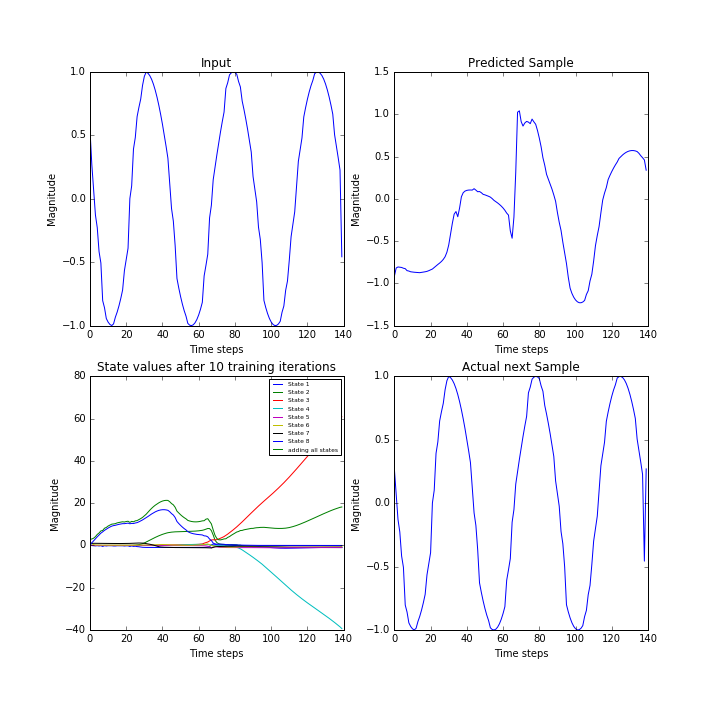 Input
1.0
0.5
0.0
−0.5
−1.0
Magnitude
0 20 40 60 80 100 120 140
Time steps
Predicted Sample
1.5
1.0
0.5
0.0
−0.5
−1.0
−1.5
Magnitude
0 20 40 60 80 100 120 140
Time steps
State values after 10 training iterations
80
60
40
20
0
−20
−40
Magnitude
State 1
State 2
State 3
State 4
State 5
State 6
State 7
State 8
adding all states
0 20 40 60 80 100 120 140
Time steps
Actual next Sample
1.0
0.5
0.0
−0.5
−1.0
Magnitude
0 20 40 60 80 100 120 140
Time steps